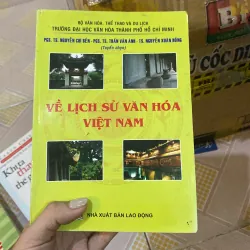 BỘ VĂN HÓA, THỂ THAO VÀ DU LỊCH
TRƯỜNG ĐẠI HỌC VĂN HÓA THÀNH PHỐ HỒ CHÍ MINH
PGS. TS. NGUYỄN CHÍ BỀN - PGS. TS. TRẦN VĂN ÁNH - TS. NGUYỄN XUÂN HỒNG
(Tuyển chọn)
VỀ LỊCH SỬ VĂN HÓA
VIỆT NAM
NHÀ XUẤT BẢN LAO ĐỘNG